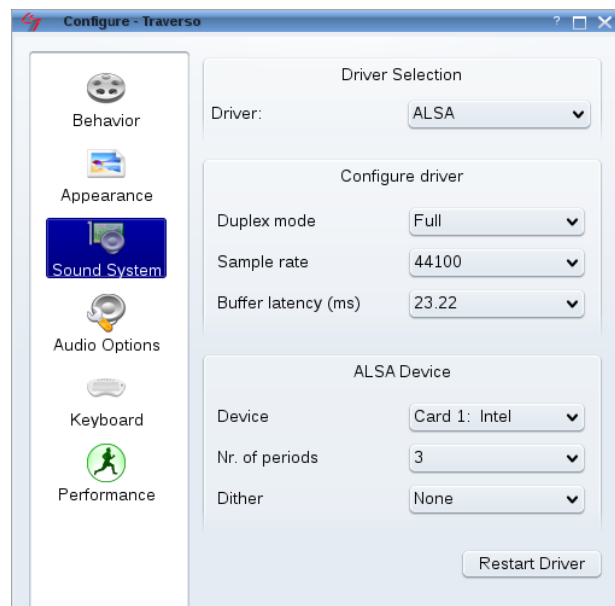 Configure - Traverso
?
Behavior
Appearance
Sound System
Audio Options
Keyboard
Performance
Driver Selection
Driver: ALSA
Configure driver
Duplex mode Full
Sample rate 44100
Buffer latency (ms) 23.22
ALSA Device
Device Card 1: Intel
Nr. of periods 3
Dither None
Restart Driver